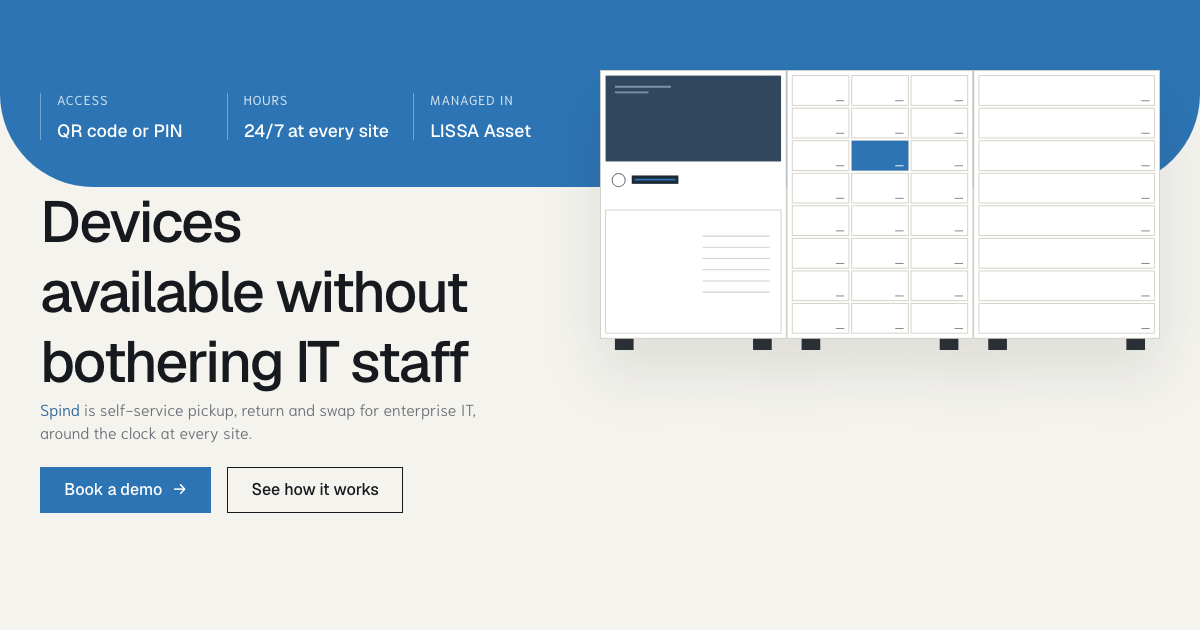 ACCESS
QR code or PIN
HOURS
24/7 at every site
MANAGED IN
LISSA Asset
Devices
available without
bothering IT staff
Spind is self-service pickup, return and swap for enterprise IT,
around the clock at every site.
Book a demo →
See how it works